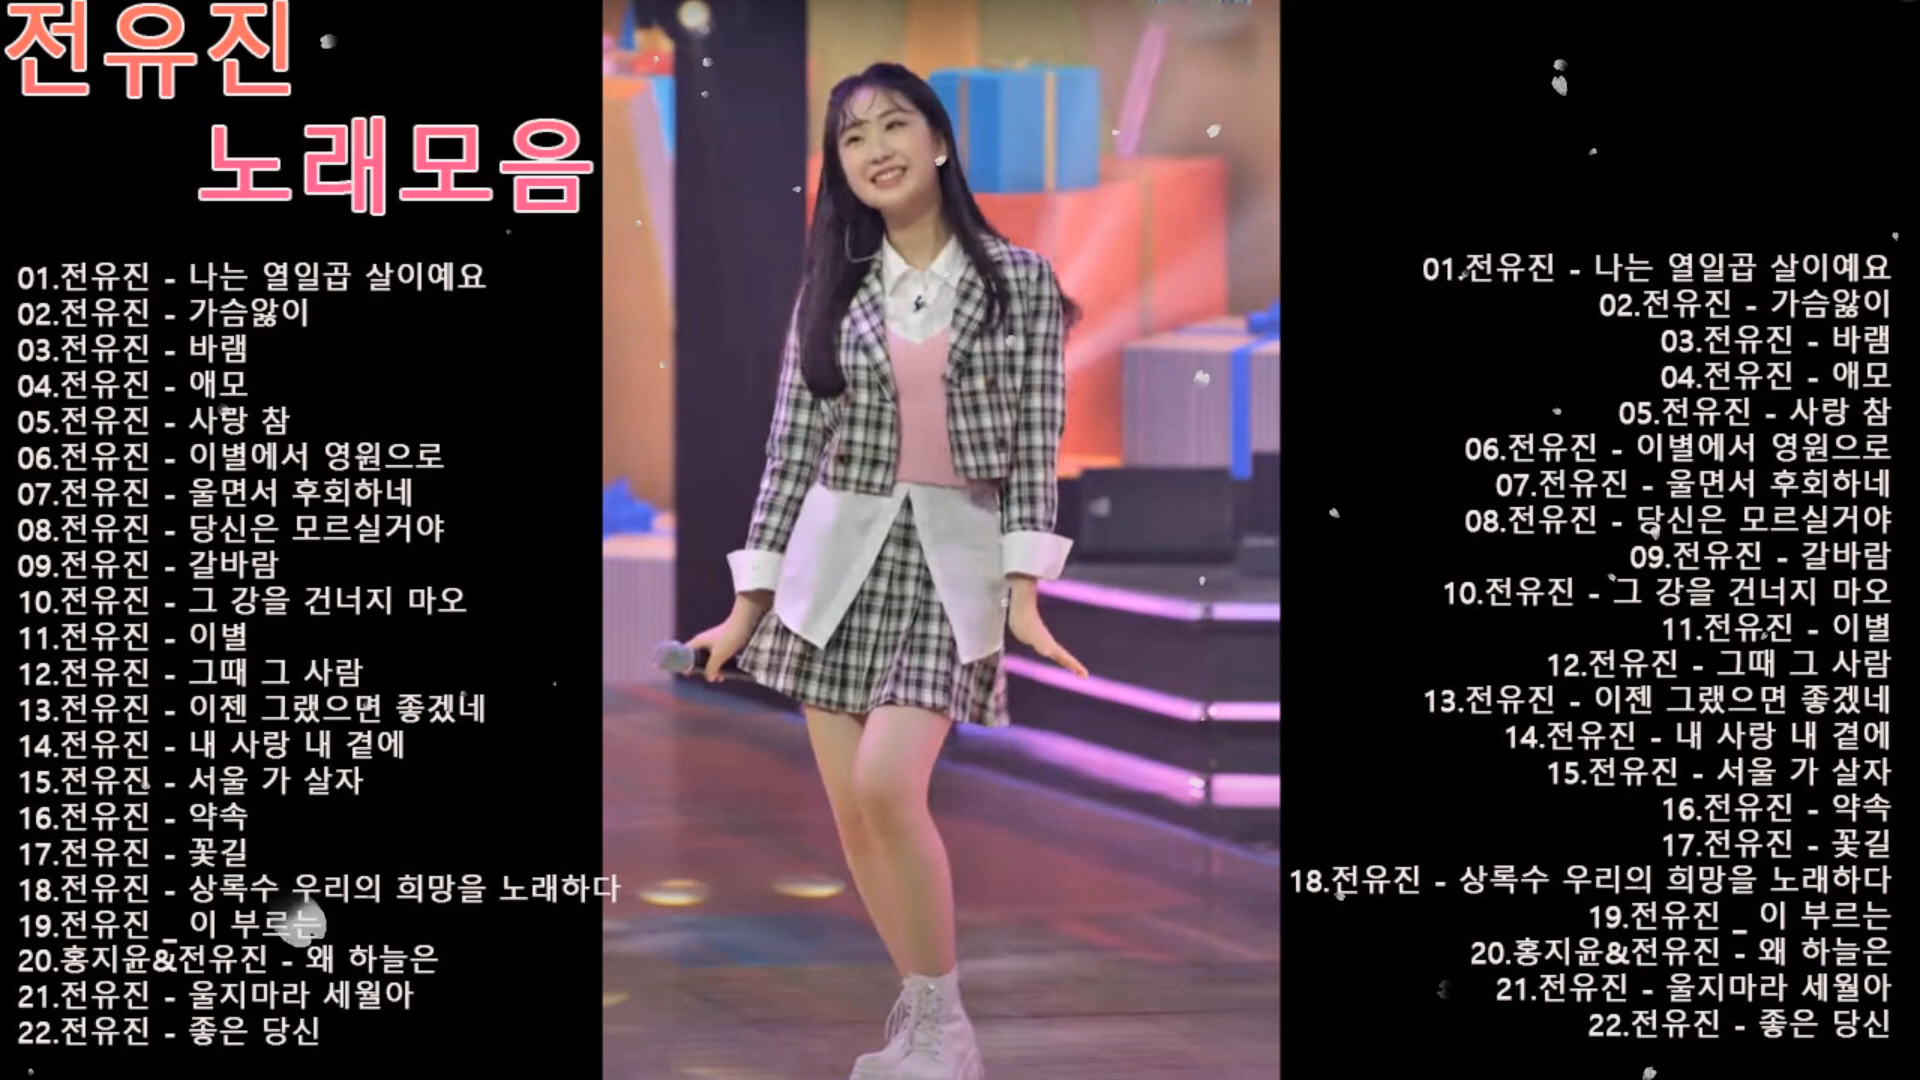 전유진
노래모음
01.전유진 - 나는 열일곱 살이예요
02.전유진 - 가슴앓이
03.전유진 - 바램
04.전유진 - 애모
05.전유진 - 사랑 참
06.전유진 - 이별에서 영원으로
07.전유진 - 울면서 후회하네
08.전유진 - 당신은 모르실거야
09.전유진 - 갈바람
10.전유진 - 그 강을 건너지 마오
11.전유진 - 이별
12.전유진 - 그때 그 사람
13.전유진 - 이젠 그랬으면 좋겠네
14.전유진 - 내 사랑 내 곁에
15.전유진 - 서울 가 살자
16.전유진 - 약속
17.전유진 - 꽃길
18.전유진 - 상록수 우리의 희망을 노래하다
19.전유진 _ 이 부르는
20.홍지윤&전유진 - 왜 하늘은
21.전유진 - 울지마라 세월아
22.전유진 - 좋은 당신
01.전유진 - 나는 열일곱 살이예요
02.전유진 - 가슴앓이
03.전유진 - 바램
04.전유진 - 애모
05.전유진 - 사랑 참
06.전유진 - 이별에서 영원으로
07.전유진 - 울면서 후회하네
08.전유진 - 당신은 모르실거야
09.전유진 - 갈바람
10.전유진 - 그 강을 건너지 마오
11.전유진 - 이별
12.전유진 - 그때 그 사람
13.전유진 - 이젠 그랬으면 좋겠네
14.전유진 - 내 사랑 내 곁에
15.전유진 - 서울 가 살자
16.전유진 - 약속
17.전유진 - 꽃길
18.전유진 - 상록수 우리의 희망을 노래하다
19.전유진 _ 이 부르는
20.홍지윤&전유진 - 왜 하늘은
21.전유진 - 울지마라 세월아
22.전유진 - 좋은 당신